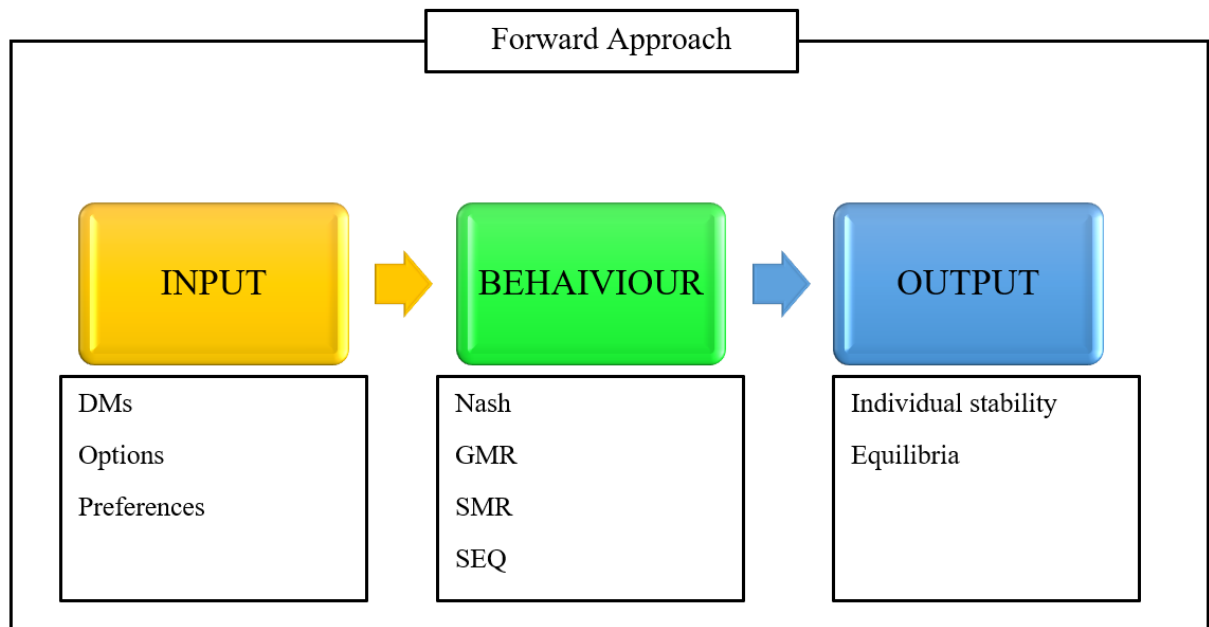 Forward Approach
INPUT
BEHAIVIOUR
OUTPUT
DMs
Options
Preferences
Nash
GMR
SMR
SEQ
Individual stability
Equilibria